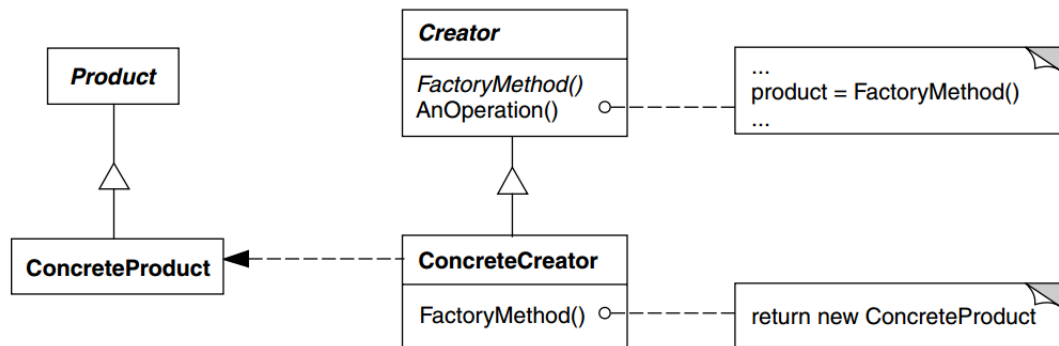 Product
Creator
FactoryMethod()
AnOperation()
...
product = FactoryMethod()
...
ConcreteProduct
ConcreteCreator
FactoryMethod()
return new ConcreteProduct